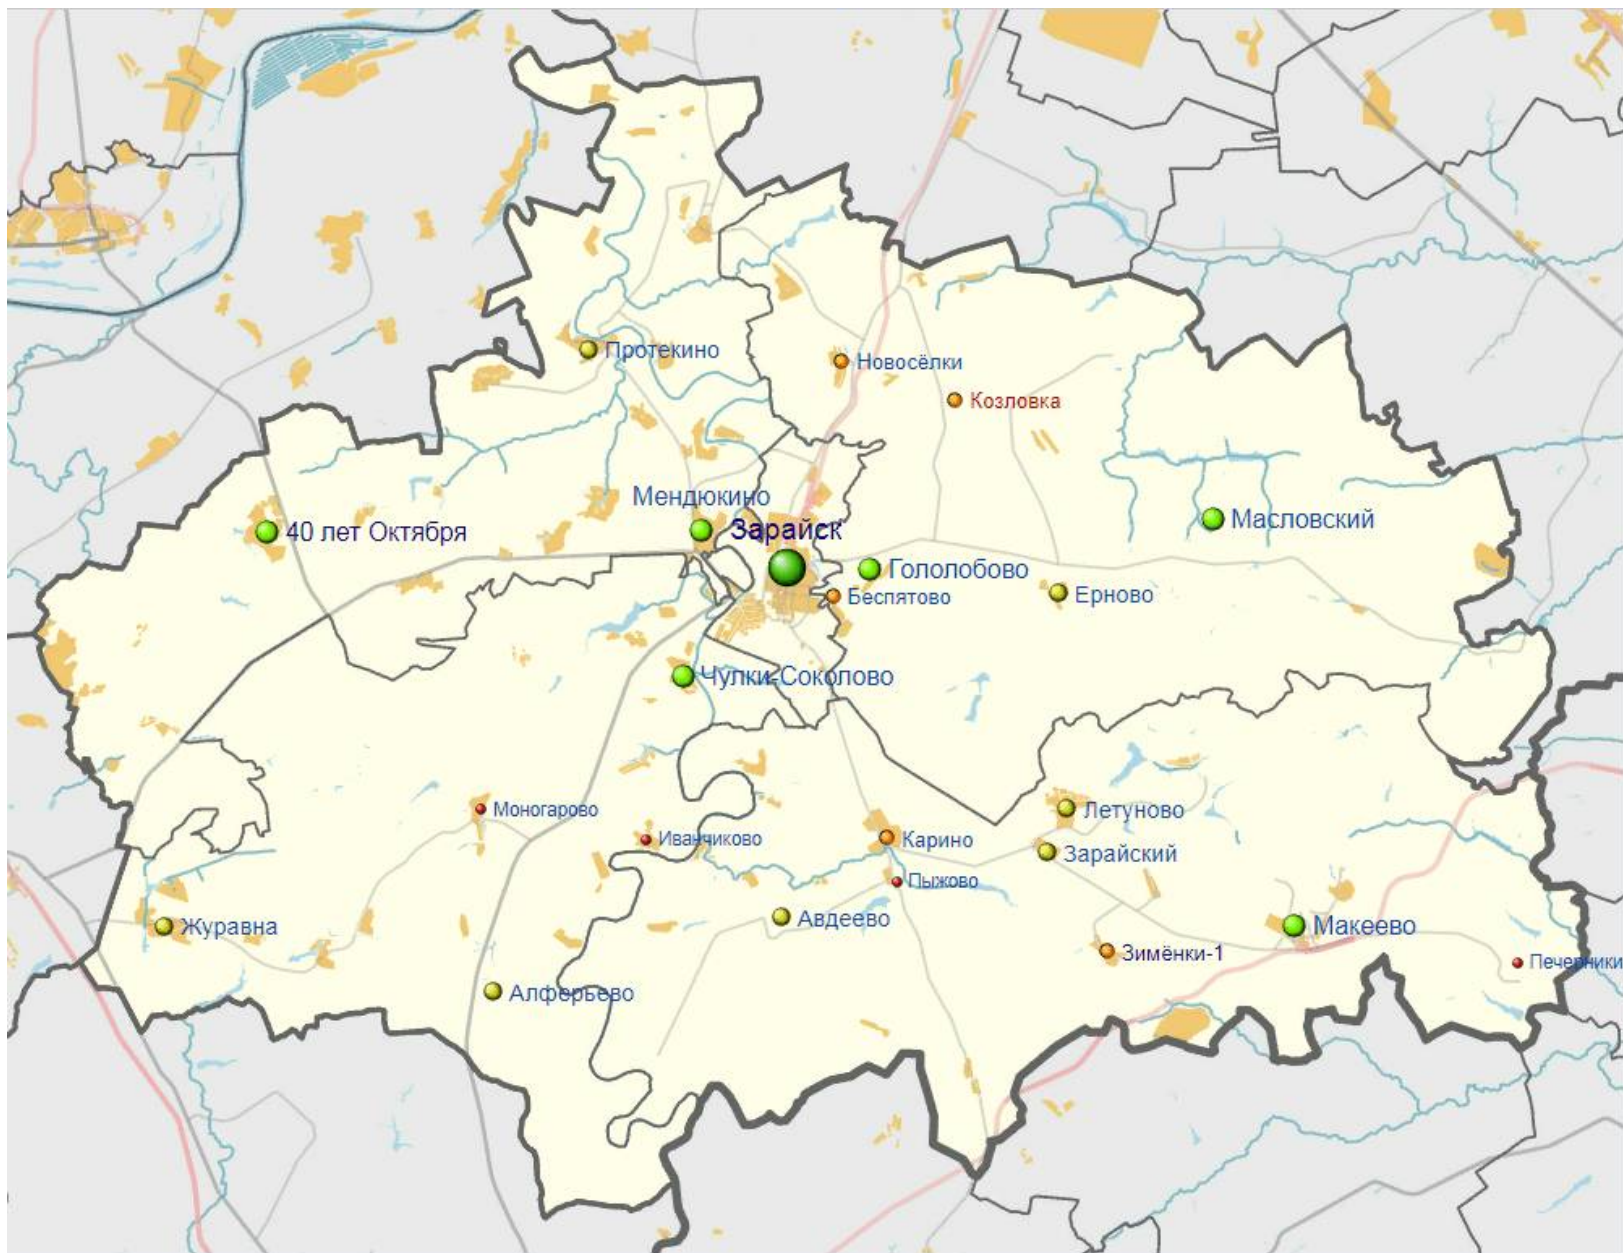 Протекино
Новосёлки
Козловка
Мендюкино
Зарайск
40 лет Октября
Масловский
Гололобово
Беспятово
Ерново
Чулки-Соколово
Моногарово
Летуново
Иванчиково
Карино
Зарайский
Пыжово
Авдеево
Журавна
Макеево
Зимёнки-1
Печерники
Алферьево